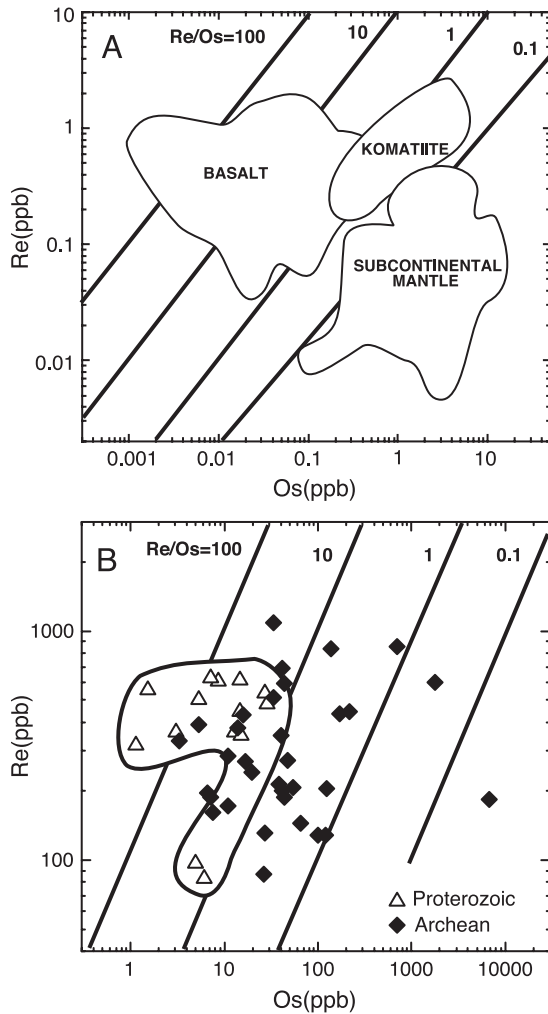 10
A
Re/Os=100
10
1
0.1
1
KOMATIITE
BASALT
Re(ppb)
0.1
SUBCONTINENTAL
MANTLE
0.01
0.001
0.01
0.1
1
10
Os(ppb)
B
Re/Os=100
10
1
0.1
1000
Re(ppb)
100
Proterozoic
Archean
1
10
100
1000
10000
Os(ppb)